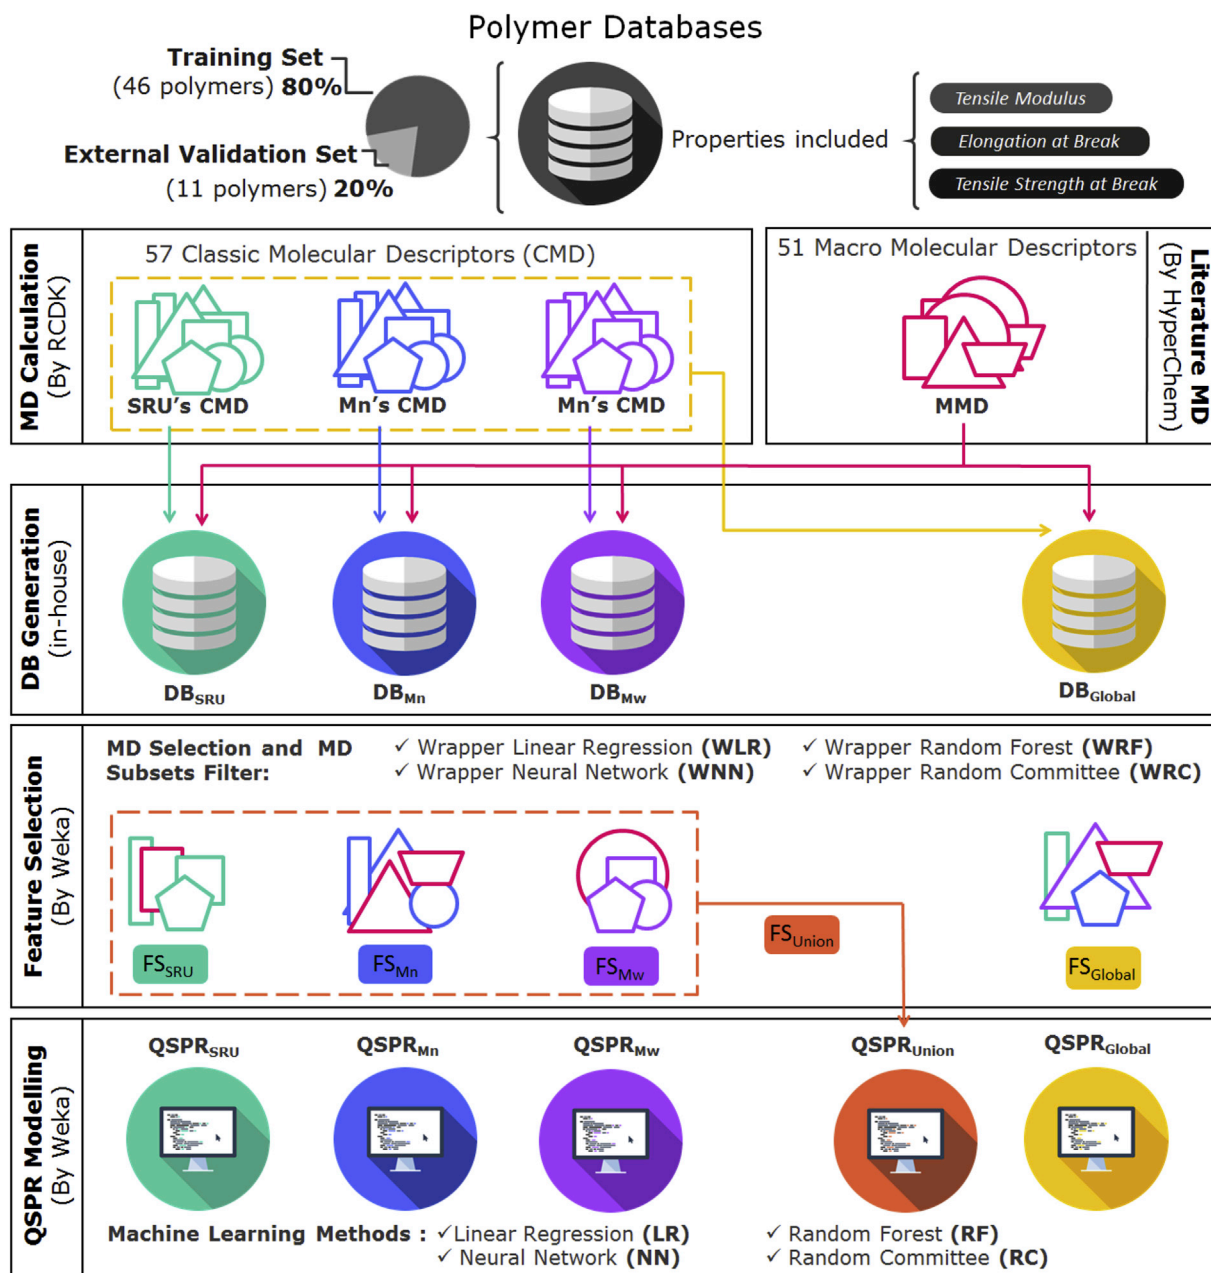 Polymer Databases
Training Set
(46 polymers) 80%
External Validation Set
(11 polymers) 20%
Properties included
Tensile Modulus
Elongation at Break
Tensile Strength at Break
MD Calculation
(By RCDK)
57 Classic Molecular Descriptors (CMD)
SRU's CMD
Mn's CMD
Mn's CMD
51 Macro Molecular Descriptors
MMD
Literature MD
(By HyperChem)
DB Generation
(in-house)
DBSRU
DBMn
DBMw
DBGlobal
Feature Selection
(By Weka)
MD Selection and MD
Subsets Filter:
✓ Wrapper Linear Regression (WLR)
✓ Wrapper Neural Network (WNN)
✓ Wrapper Random Forest (WRF)
✓ Wrapper Random Committee (WRC)
FSSRU
FSMn
FSMw
FSUnion
FSGlobal
QSPR Modelling
(By Weka)
QSPRSRU
QSPRMn
QSPRMw
QSPRUnion
QSPRGlobal
Machine Learning Methods :
✓Linear Regression (LR)
✓ Neural Network (NN)
✓ Random Forest (RF)
✓ Random Committee (RC)